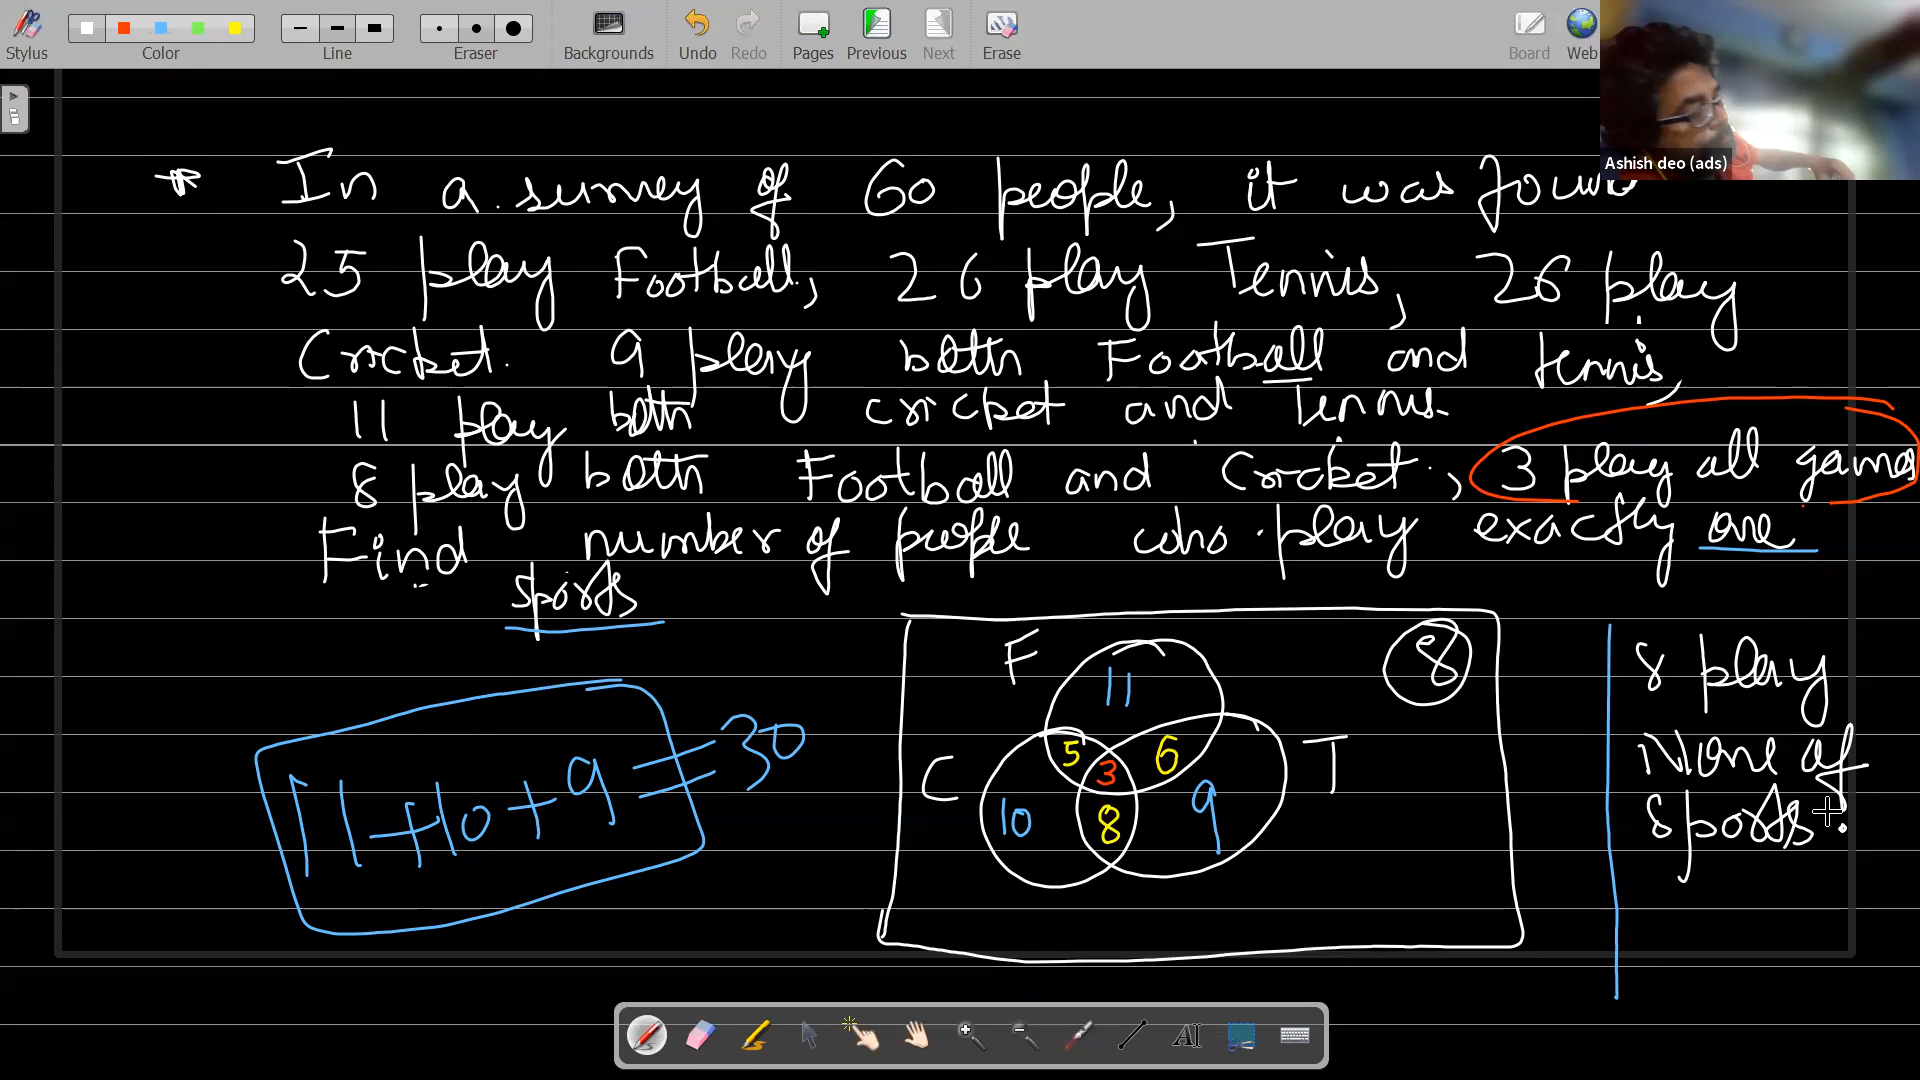 Stylus
Color
Line
Eraser
Backgrounds
Undo
Redo
Pages
Previous
Next
Erase
Board
Web
Ashish deo (ads)
* In a survey of 60 people, it was found
25 play Football, 26 play Tennis, 26 play
Cricket. 9 play both Football and tennis,
11 play both cricket and Tennis.
8 play both Football and Cricket, 3 play all games
Find number of people who play exactly one
sports
F
11
8
5
6
3
C
T
10
8
9
11+10+9=30
8 play
None of
Sports.
AI